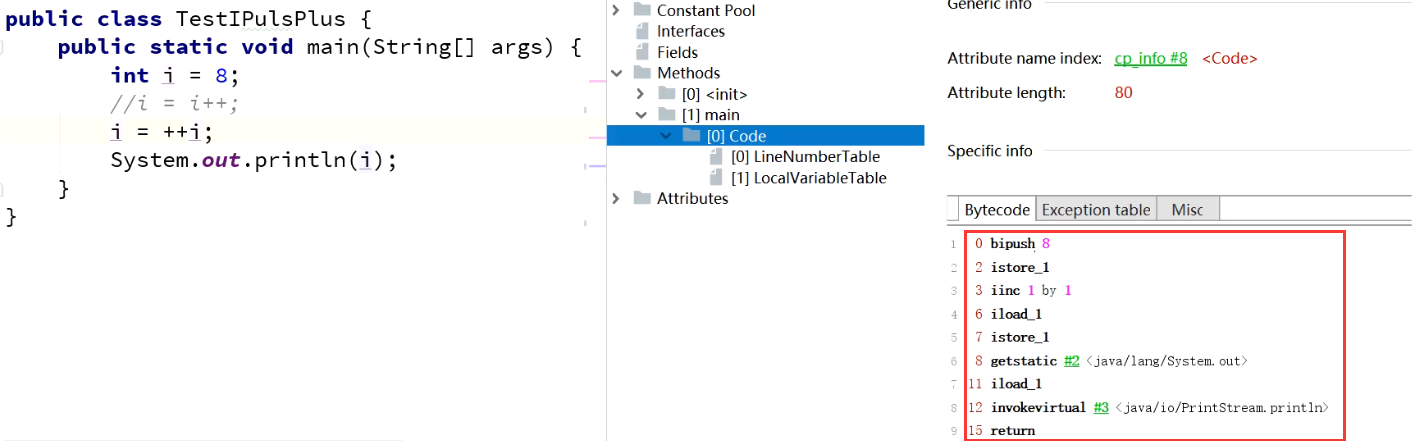 public class TestIPulsPlus {
public static void main(String[] args) {
int i = 8;
//i = i++;
i = ++i;
System.out.println(i);
}
}
Constant Pool
Interfaces
Fields
Methods
[0] <init>
[1] main
[0] Code
[0] LineNumberTable
[1] LocalVariableTable
Attributes
Generic info
Attribute name index: cp_info #8 <Code>
Attribute length: 80
Specific info
Bytecode Exception table Misc
1 0 bipush 8
2 2 istore_1
3 3 iinc 1 by 1
4 6 iload_1
5 7 istore_1
6 8 getstatic #2 <java/lang/System.out>
7 11 iload_1
8 12 invokevirtual #3 <java/io/PrintStream.println>
9 15 return